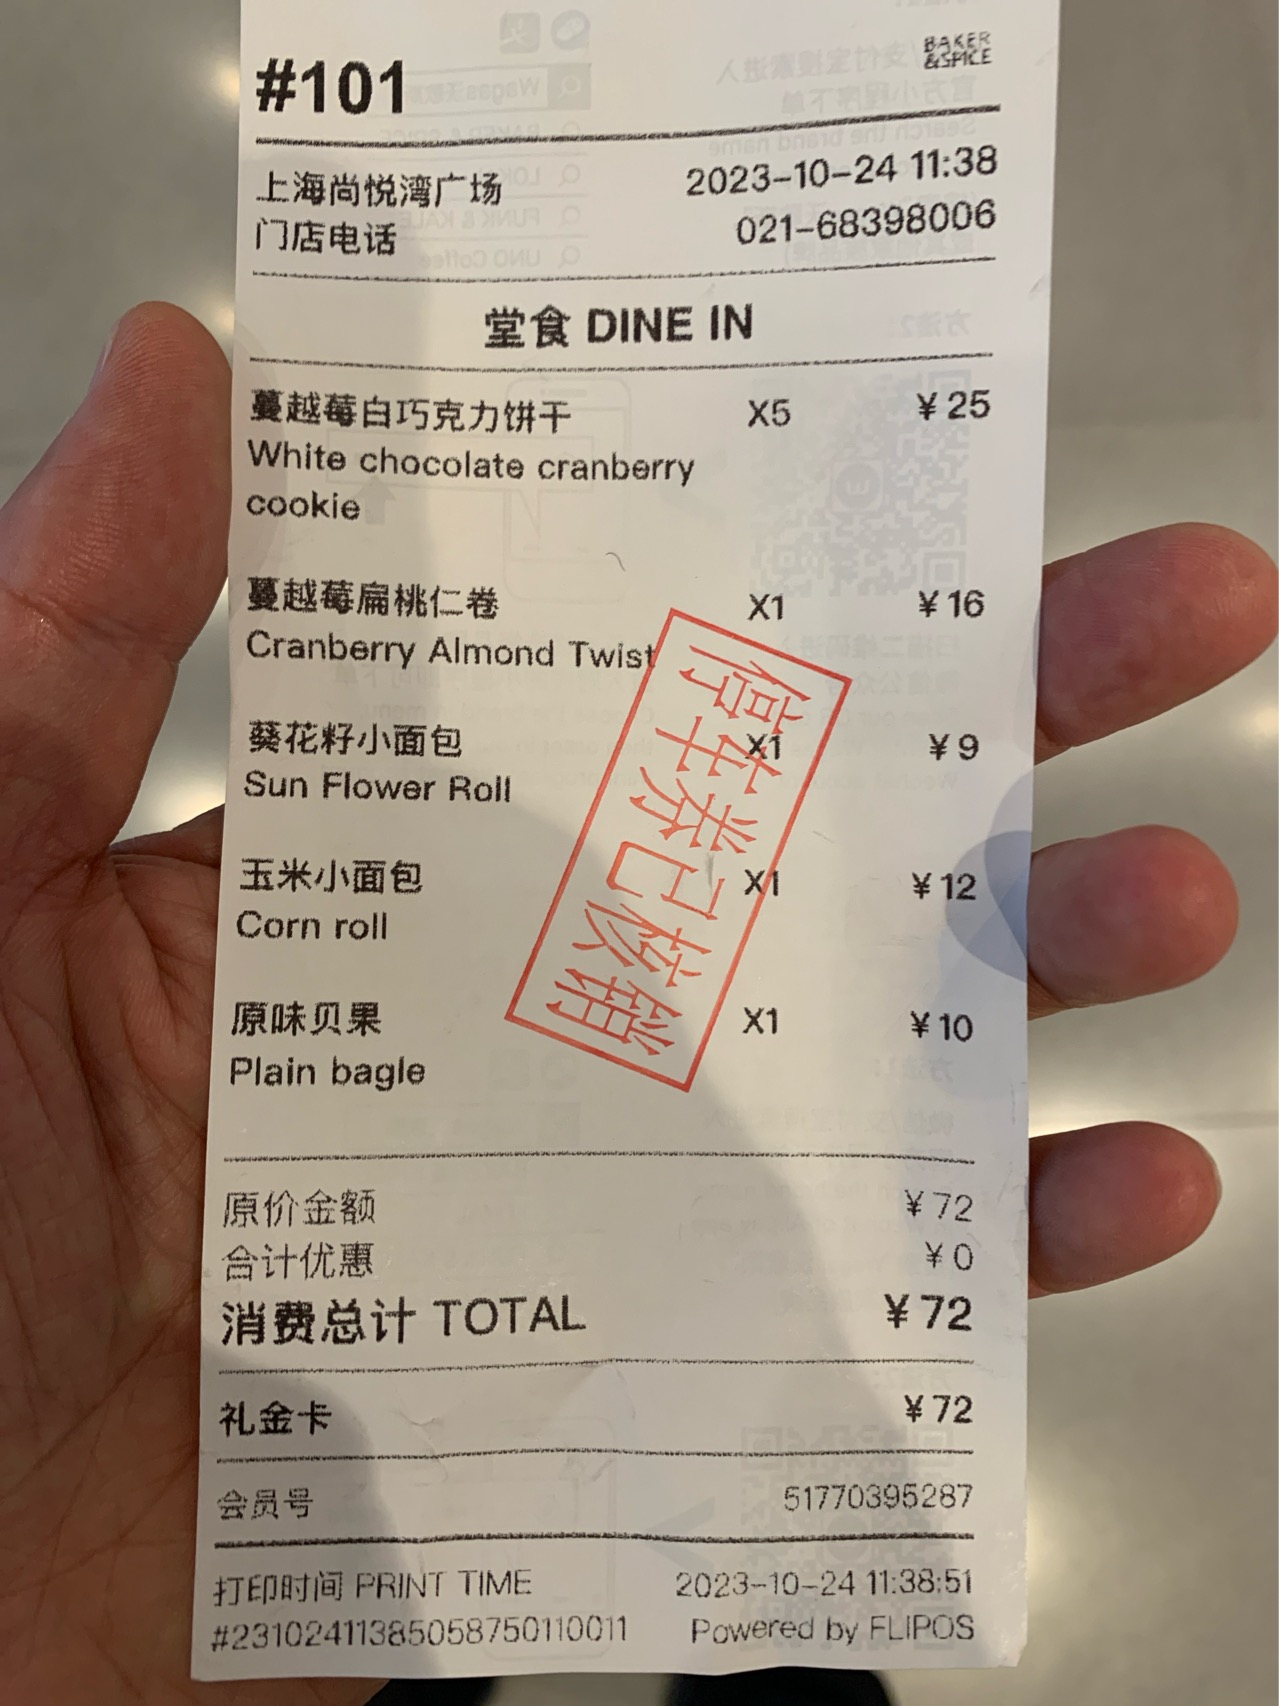 #101
BAKER
&SPICE
上海尚悦湾广场 2023-10-24 11:38
门店电话 021-68398006
堂食 DINE IN
蔓越莓白巧克力饼干 X5 ¥25
White chocolate cranberry
cookie
蔓越莓扁桃仁卷 X1 ¥16
Cranberry Almond Twist
葵花籽小面包 X1 ¥9
Sun Flower Roll
玉米小面包 X1 ¥12
Corn roll
原味贝果 X1 ¥10
Plain bagle
停车券已核销
原价金额 ¥72
合计优惠 ¥0
消费总计 TOTAL ¥72
礼金卡 ¥72
会员号 51770395287
打印时间 PRINT TIME 2023-10-24 11:38:51
#23102411385058750110011 Powered by FLIPOS